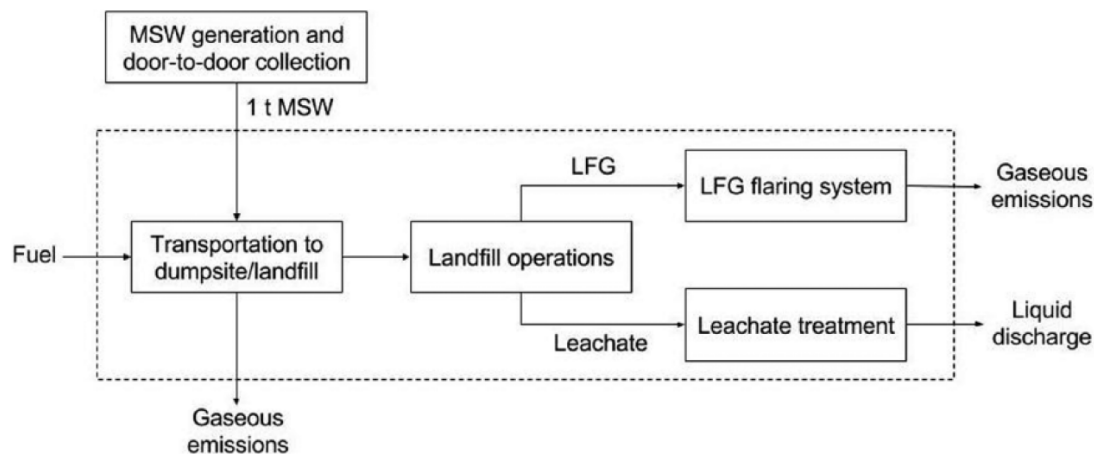 MSW generation and
door-to-door collection
1 t MSW
LFG
LFG flaring system
Gaseous
emissions
Fuel
Transportation to
dumpsite/landfill
Landfill operations
Leachate
Leachate treatment
Liquid
discharge
Gaseous
emissions